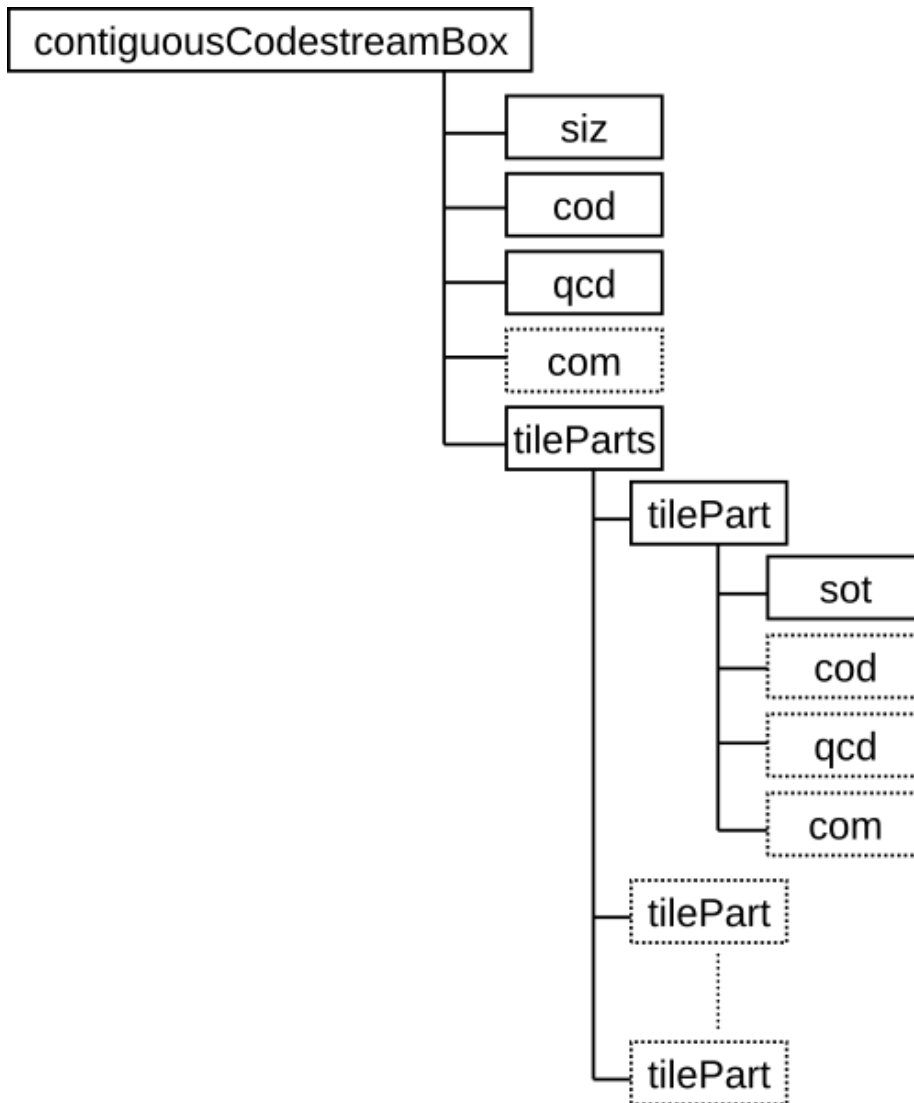 contiguousCodestreamBox
siz
cod
qcd
com
tileParts
tilePart
sot
cod
qcd
com
tilePart
tilePart